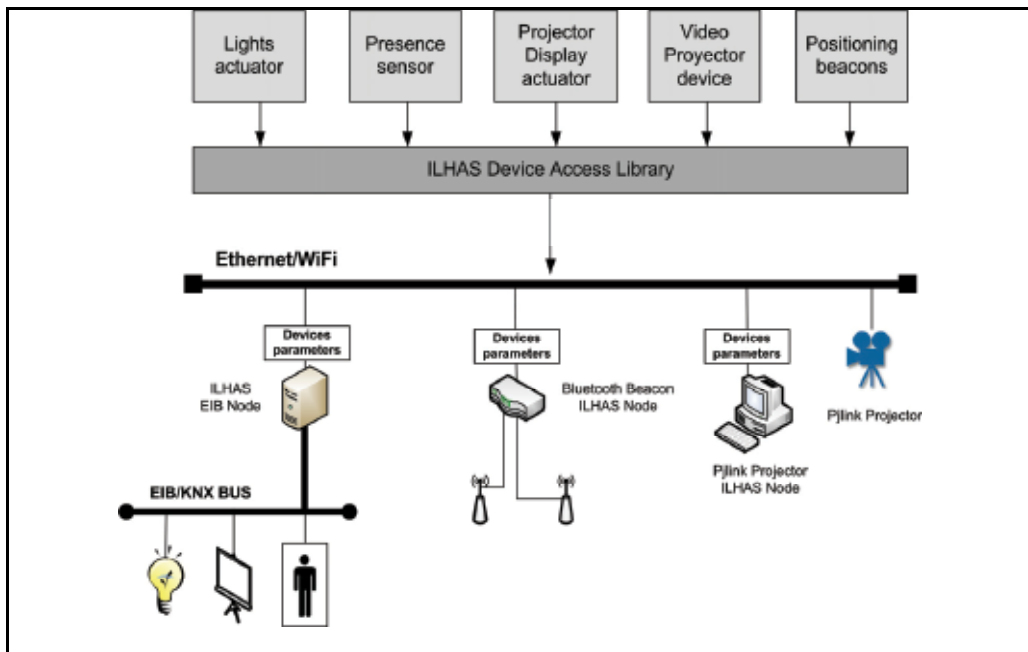 Lights
actuator
Presence
sensor
Projector
Display
actuator
Video
Proyector
device
Positioning
beacons
ILHAS Device Access Library
Ethernet/WiFi
Devices
parameters
Devices
parameters
Devices
parameters
ILHAS
EIB Node
Bluetooth Beacon
ILHAS Node
Pjlink Projector
ILHAS Node
Pjlink Projector
EIB/KNX BUS